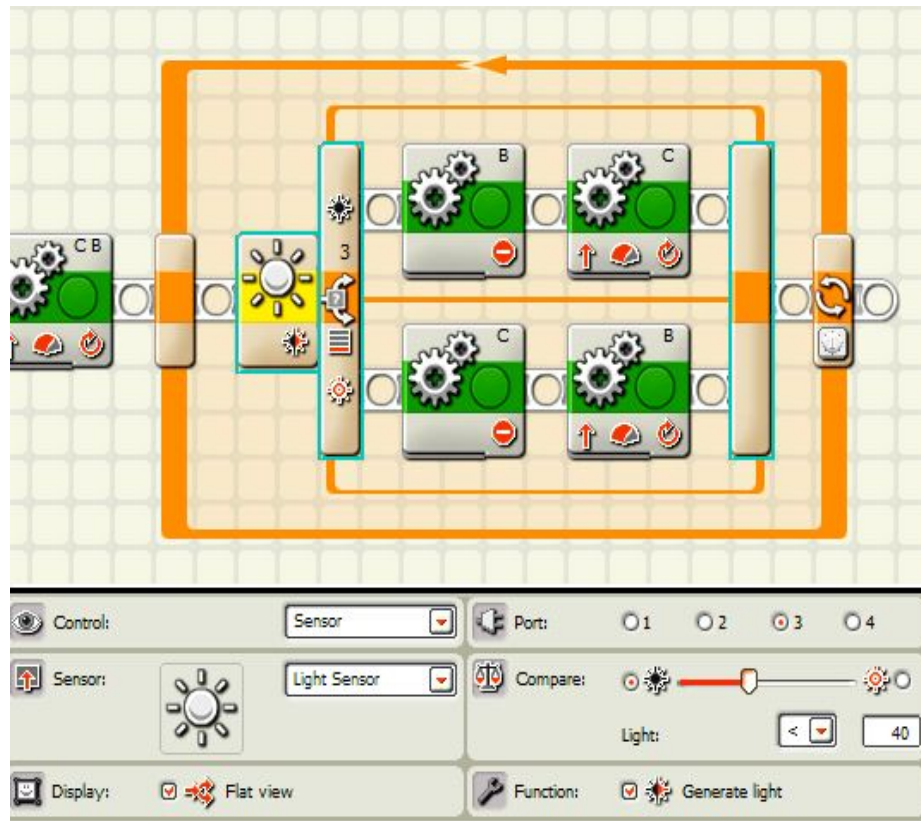 B
C
C B
3
C
B
Control:
Sensor
Port:
1
2
3
4
Sensor:
Light Sensor
Compare:
Light:
<
40
Display:
Flat view
Function:
Generate light